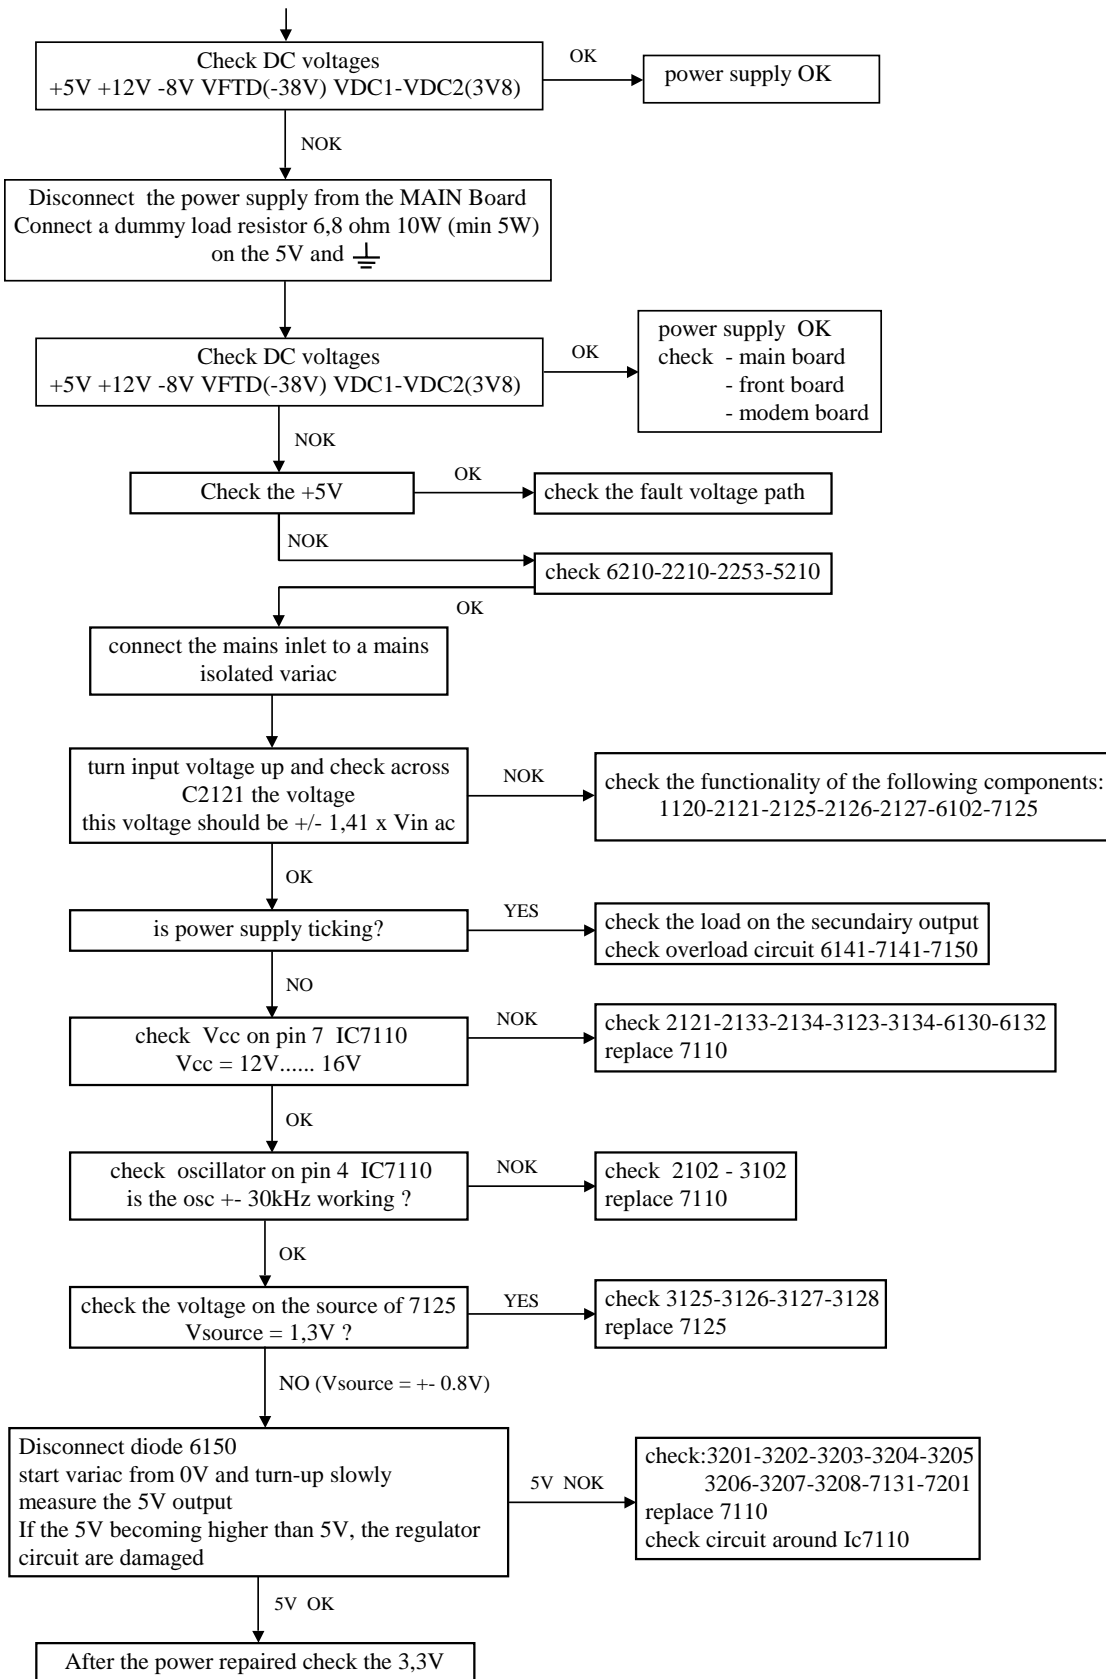 Check DC voltages
+5V +12V -8V VFTD(-38V) VDC1-VDC2(3V8)
OK
power supply OK
NOK
Disconnect the power supply from the MAIN Board
Connect a dummy load resistor 6,8 ohm 10W (min 5W)
on the 5V and
Check DC voltages
+5V +12V -8V VFTD(-38V) VDC1-VDC2(3V8)
OK
power supply OK
check - main board
- front board
- modem board
NOK
Check the +5V
OK
check the fault voltage path
NOK
check 6210-2210-2253-5210
OK
connect the mains inlet to a mains
isolated variac
turn input voltage up and check across
C2121 the voltage
this voltage should be +/- 1,41 x Vin ac
NOK
check the functionality of the following components:
1120-2121-2125-2126-2127-6102-7125
OK
is power supply ticking?
YES
check the load on the secundairy output
check overload circuit 6141-7141-7150
NO
check Vcc on pin 7 IC7110
Vcc = 12V...... 16V
NOK
check 2121-2133-2134-3123-3134-6130-6132
replace 7110
OK
check oscillator on pin 4 IC7110
is the osc +- 30kHz working ?
NOK
check 2102 - 3102
replace 7110
OK
check the voltage on the source of 7125
Vsource = 1,3V ?
YES
check 3125-3126-3127-3128
replace 7125
NO (Vsource = +- 0.8V)
Disconnect diode 6150
start variac from 0V and turn-up slowly
measure the 5V output
If the 5V becoming higher than 5V, the regulator
circuit are damaged
5V NOK
check:3201-3202-3203-3204-3205
3206-3207-3208-7131-7201
replace 7110
check circuit around Ic7110
5V OK
After the power repaired check the 3,3V